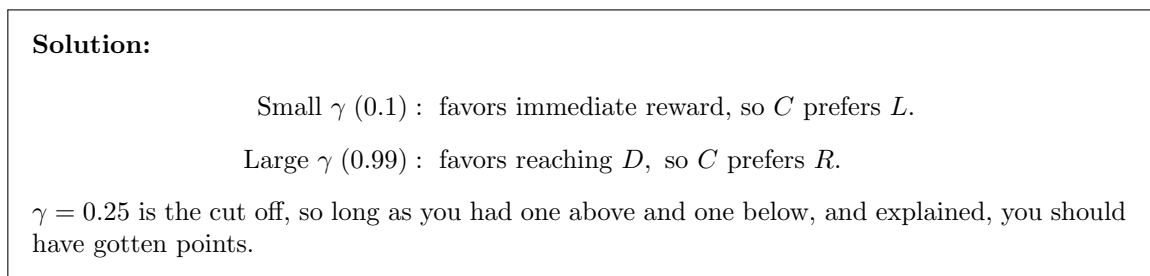 Solution:
Small γ (0.1) : favors immediate reward, so C prefers L.
Large γ (0.99) : favors reaching D, so C prefers R.
γ = 0.25 is the cut off, so long as you had one above and one below, and explained, you should
have gotten points.